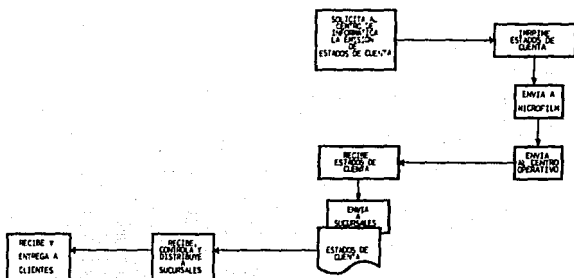 SOLICITA AL
CENTRO DE
INFORMATICA
LA EMISION
DE
ESTADOS DE CUENTA
IMPRIME
ESTADOS DE
CUENTA
ENVIA A
MICROFILM
ENVIA
AL CENTRO
OPERATIVO
RECIBE
ESTADOS DE
CUENTA
ENVIA
A
SUCURSALES
ESTADOS DE
CUENTA
RECIBE,
CONTROLA Y
DISTRIBUYE A
SUCURSALES
RECIBE Y
ENTREGA A
CLIENTES